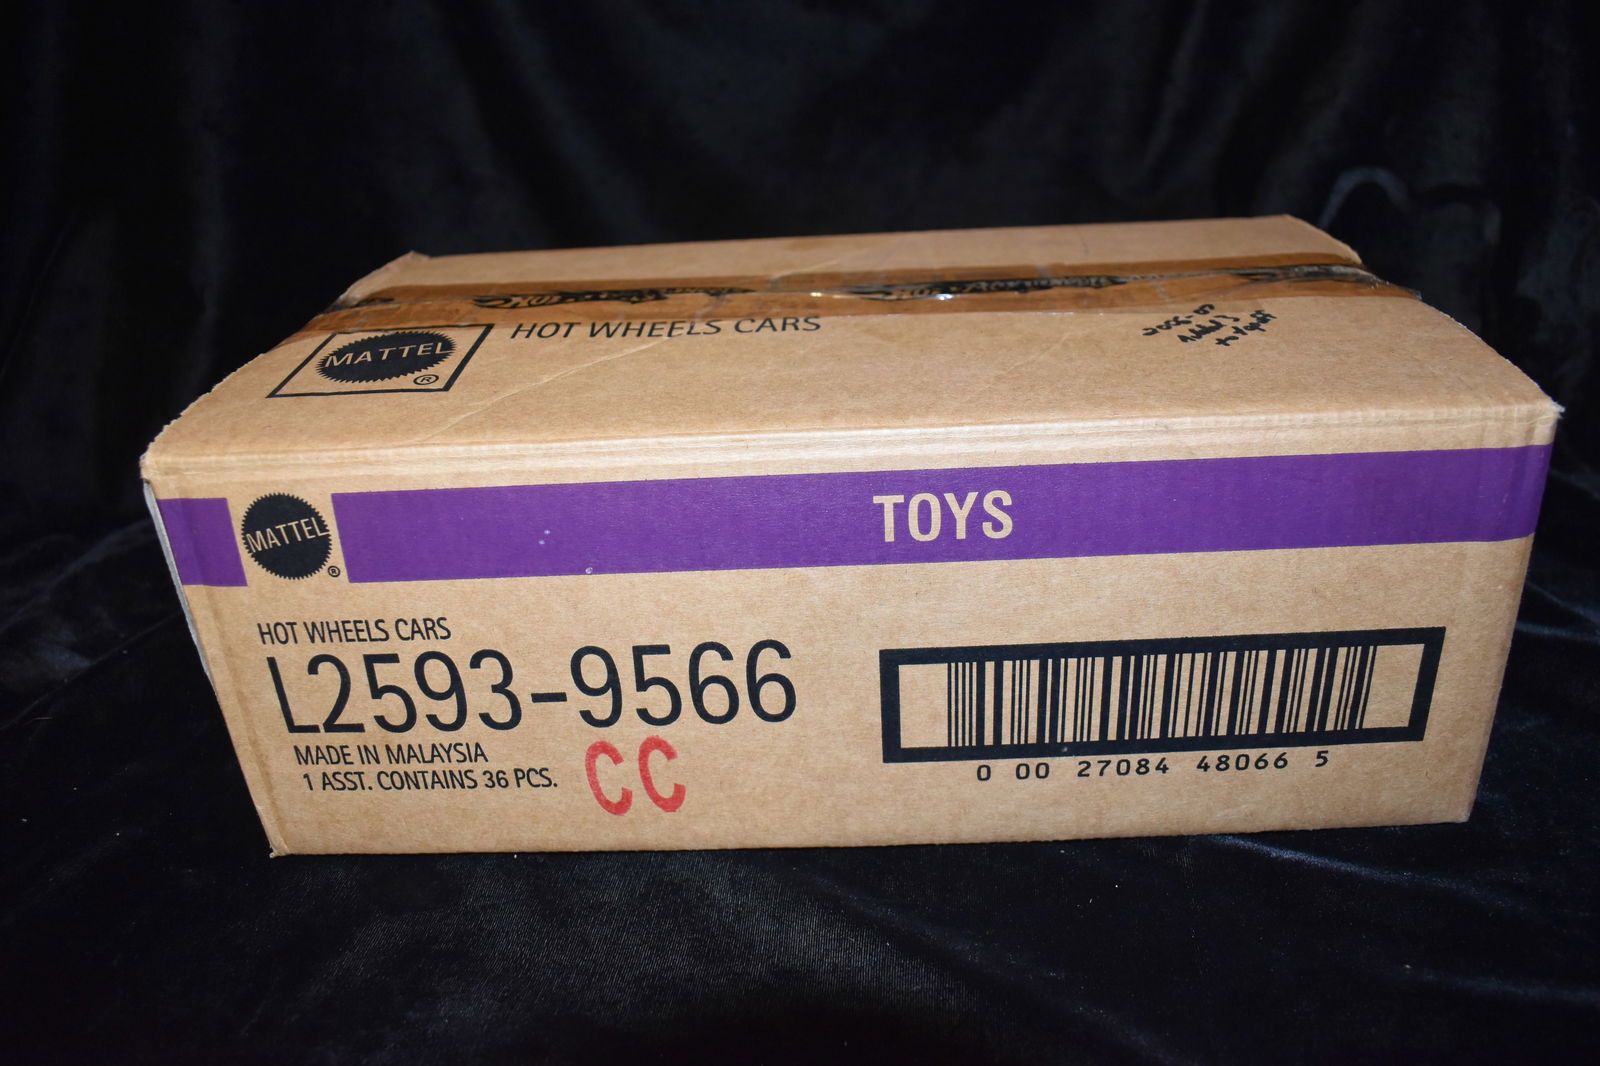 HOT WHEELS CARS
MATTEL
®
TOYS
MATTEL
®
HOT WHEELS CARS
L2593-9566
MADE IN MALAYSIA
1 ASST. CONTAINS 36 PCS.
CC
0 00 27084 48066 5